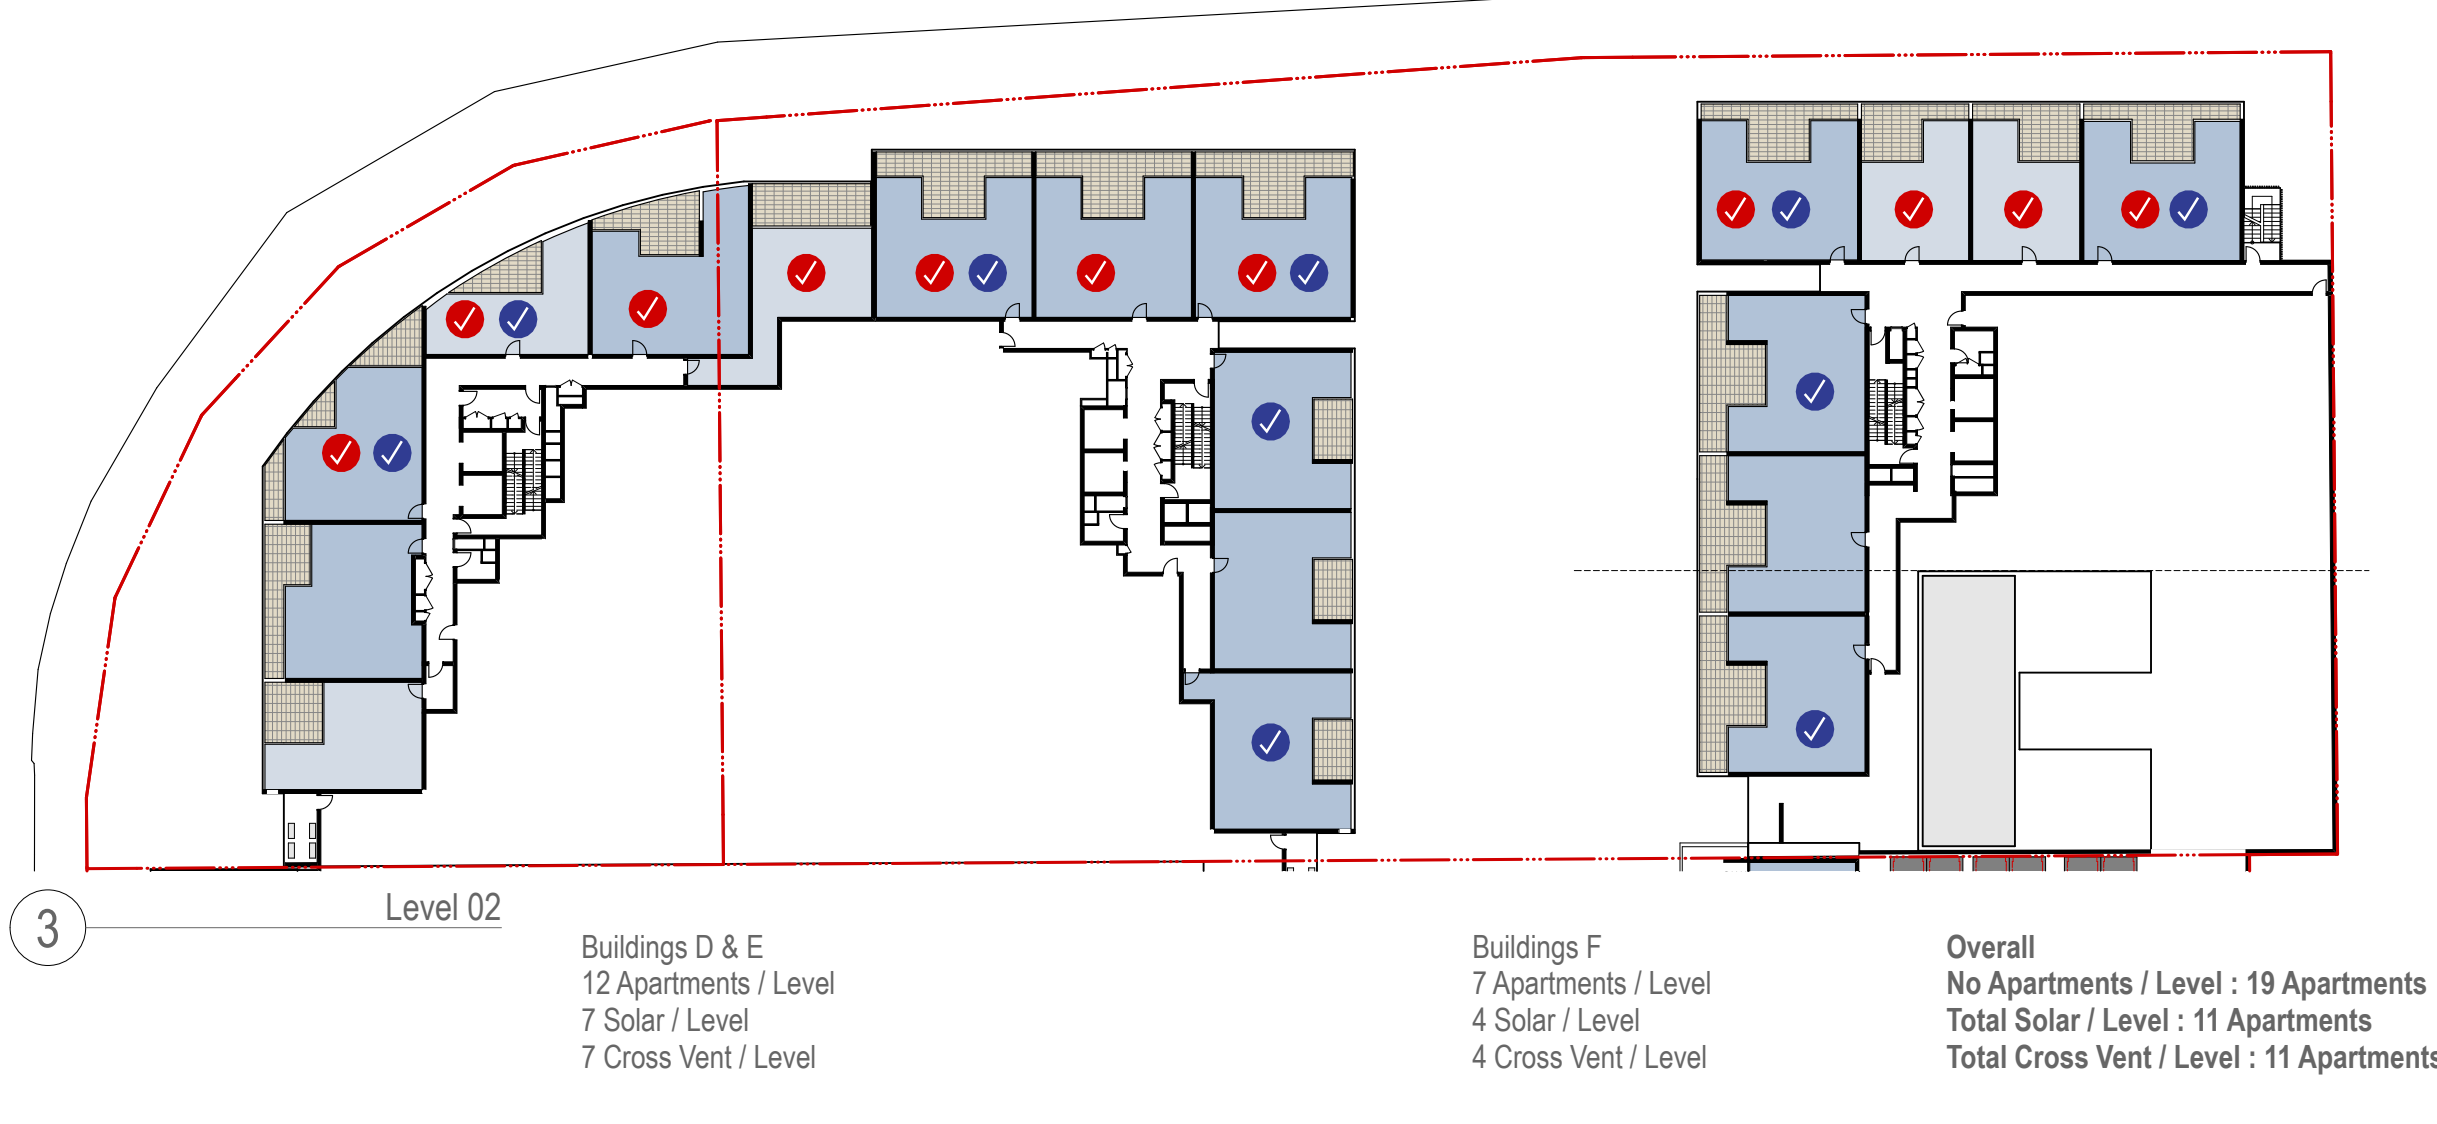 3
Level 02
Buildings D & E
12 Apartments / Level
7 Solar / Level
7 Cross Vent / Level
Buildings F
7 Apartments / Level
4 Solar / Level
4 Cross Vent / Level
Overall
No Apartments / Level : 19 Apartments
Total Solar / Level : 11 Apartments
Total Cross Vent / Level : 11 Apartments